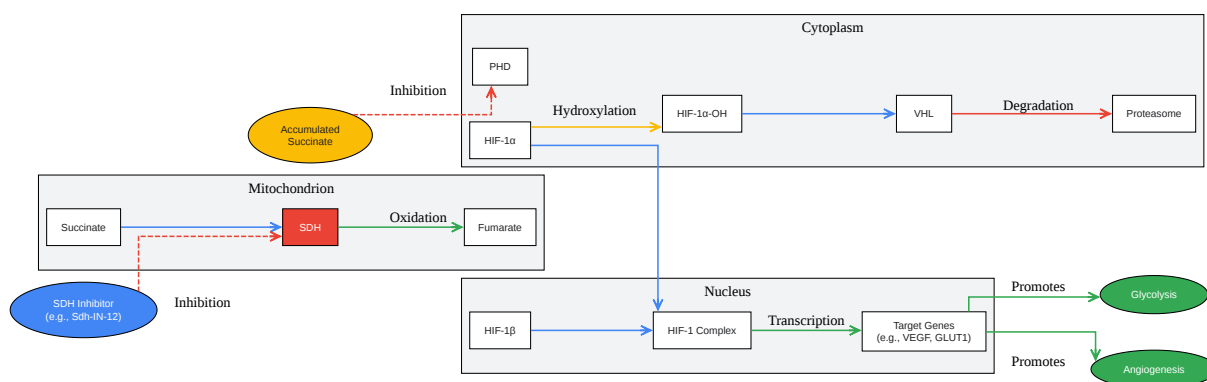 Cytoplasm
PHD
Inhibition
Accumulated
Succinate
HIF-1α
Hydroxylation
HIF-1α-OH
VHL
Degradation
Proteasome
Mitochondrion
Succinate
SDH
Oxidation
Fumarate
SDH Inhibitor
(e.g., Sdh-IN-12)
Inhibition
Nucleus
HIF-1β
HIF-1 Complex
Transcription
Target Genes
(e.g., VEGF, GLUT1)
Promotes
Glycolysis
Promotes
Angiogenesis